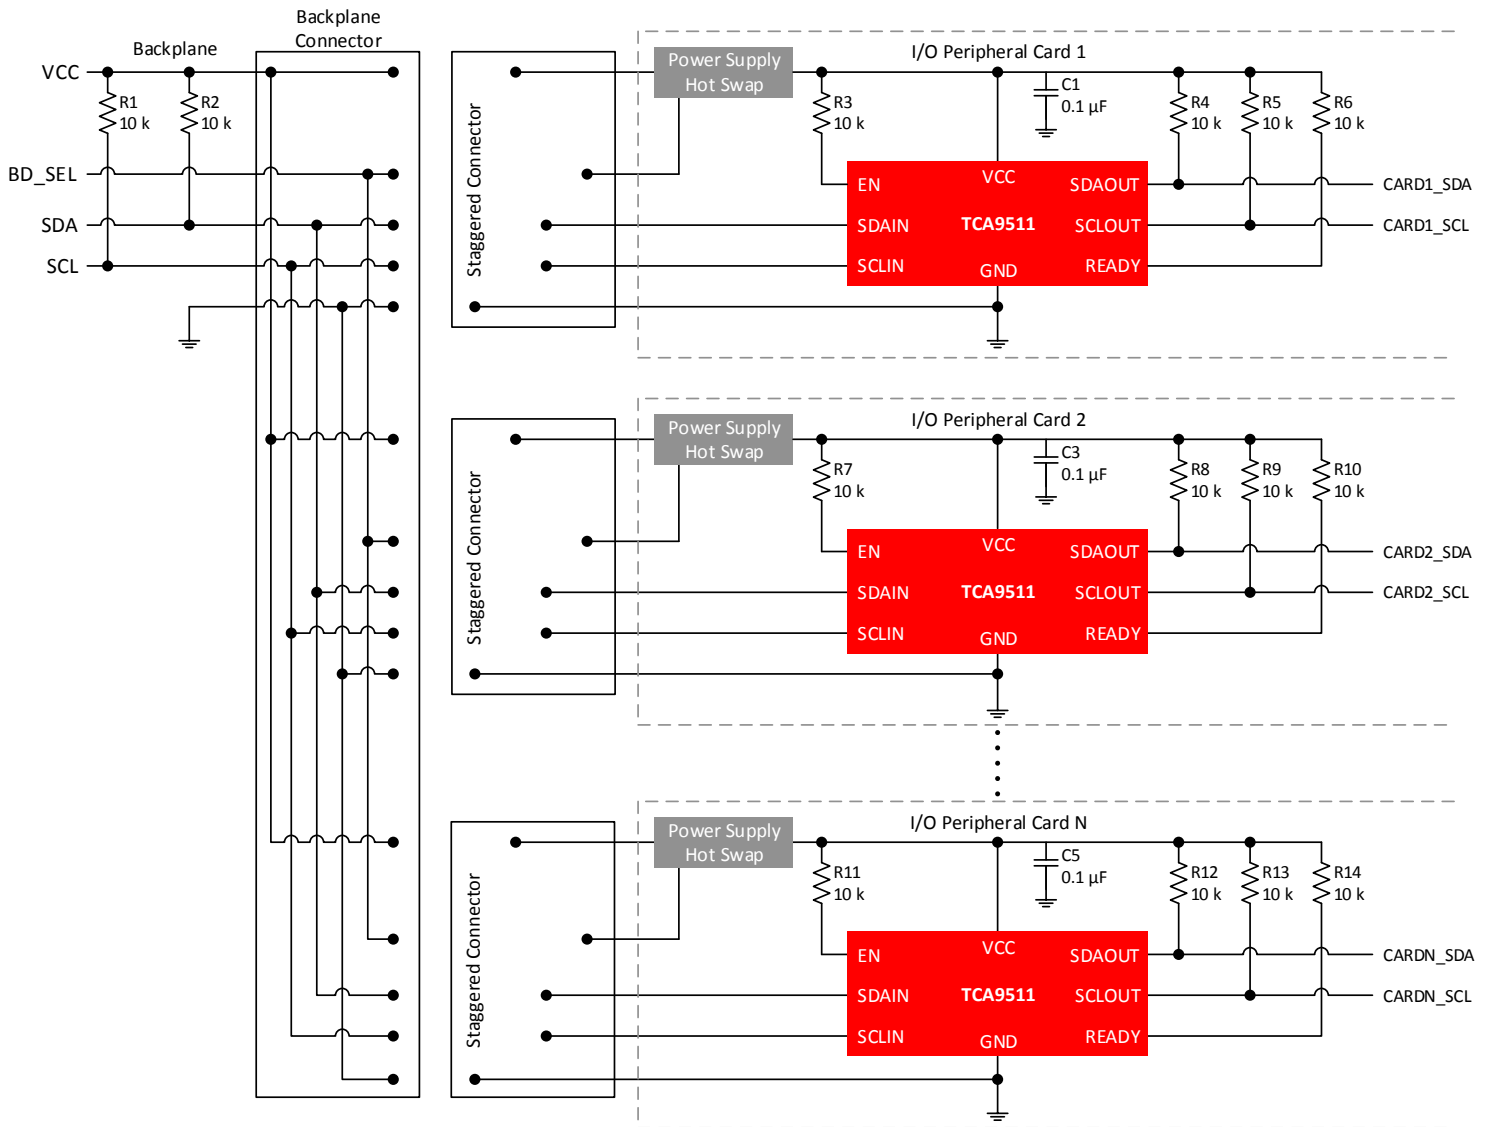 Backplane
Connector
Backplane
VCC
R1
10 k
R2
10 k
BD_SEL
SDA
SCL
Staggered Connector
Power Supply
Hot Swap
I/O Peripheral Card 1
R3
10 k
C1
0.1 µF
R4
10 k
R5
10 k
R6
10 k
EN
VCC
SDAOUT
CARD1_SDA
SDAIN
TCA9511
SCLOUT
CARD1_SCL
SCLIN
GND
READY
Staggered Connector
Power Supply
Hot Swap
I/O Peripheral Card 2
R7
10 k
C3
0.1 µF
R8
10 k
R9
10 k
R10
10 k
EN
VCC
SDAOUT
CARD2_SDA
SDAIN
TCA9511
SCLOUT
CARD2_SCL
SCLIN
GND
READY
Staggered Connector
Power Supply
Hot Swap
I/O Peripheral Card N
R11
10 k
C5
0.1 µF
R12
10 k
R13
10 k
R14
10 k
EN
VCC
SDAOUT
CARDN_SDA
SDAIN
TCA9511
SCLOUT
CARDN_SCL
SCLIN
GND
READY